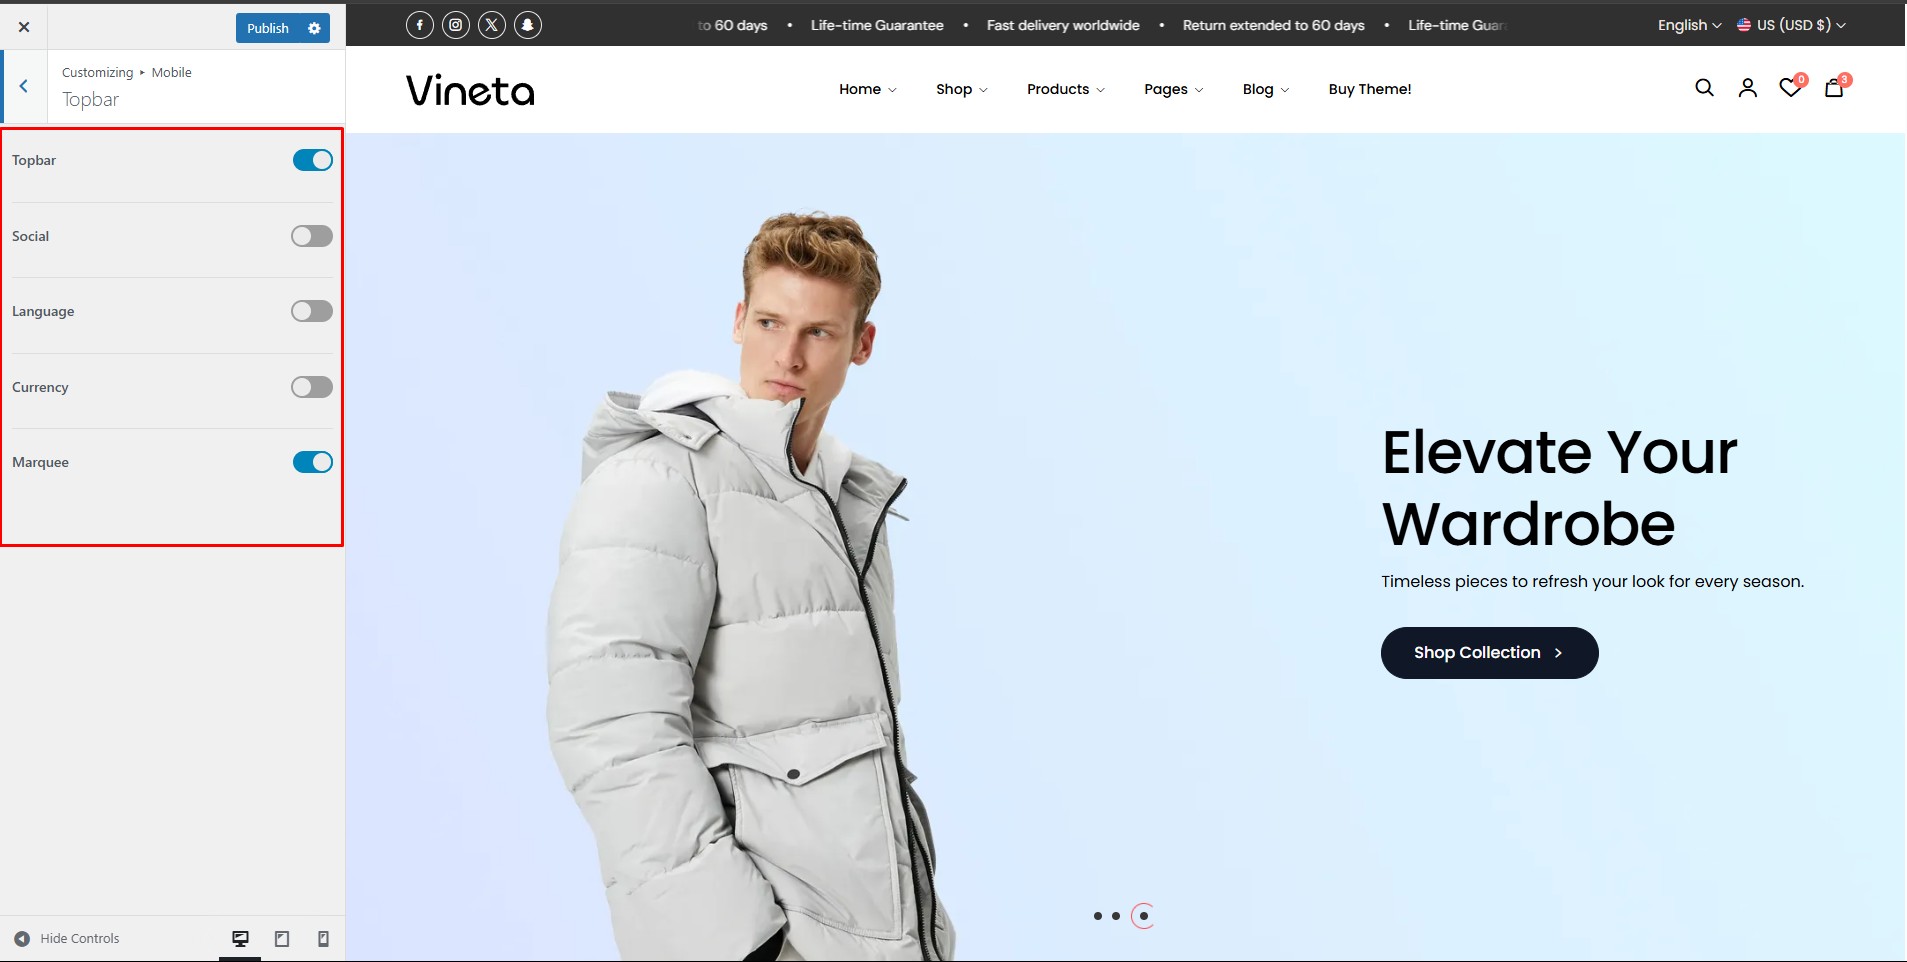 Publish
Customizing ▸ Mobile
Topbar
Topbar
Social
Language
Currency
Marquee
Hide Controls
to 60 days • Life-time Guarantee • Fast delivery worldwide • Return extended to 60 days • Life-time Guar
English US (USD $)
Vineta
Home Shop Products Pages Blog Buy Theme!
0 3
Elevate Your
Wardrobe
Timeless pieces to refresh your look for every season.
Shop Collection >